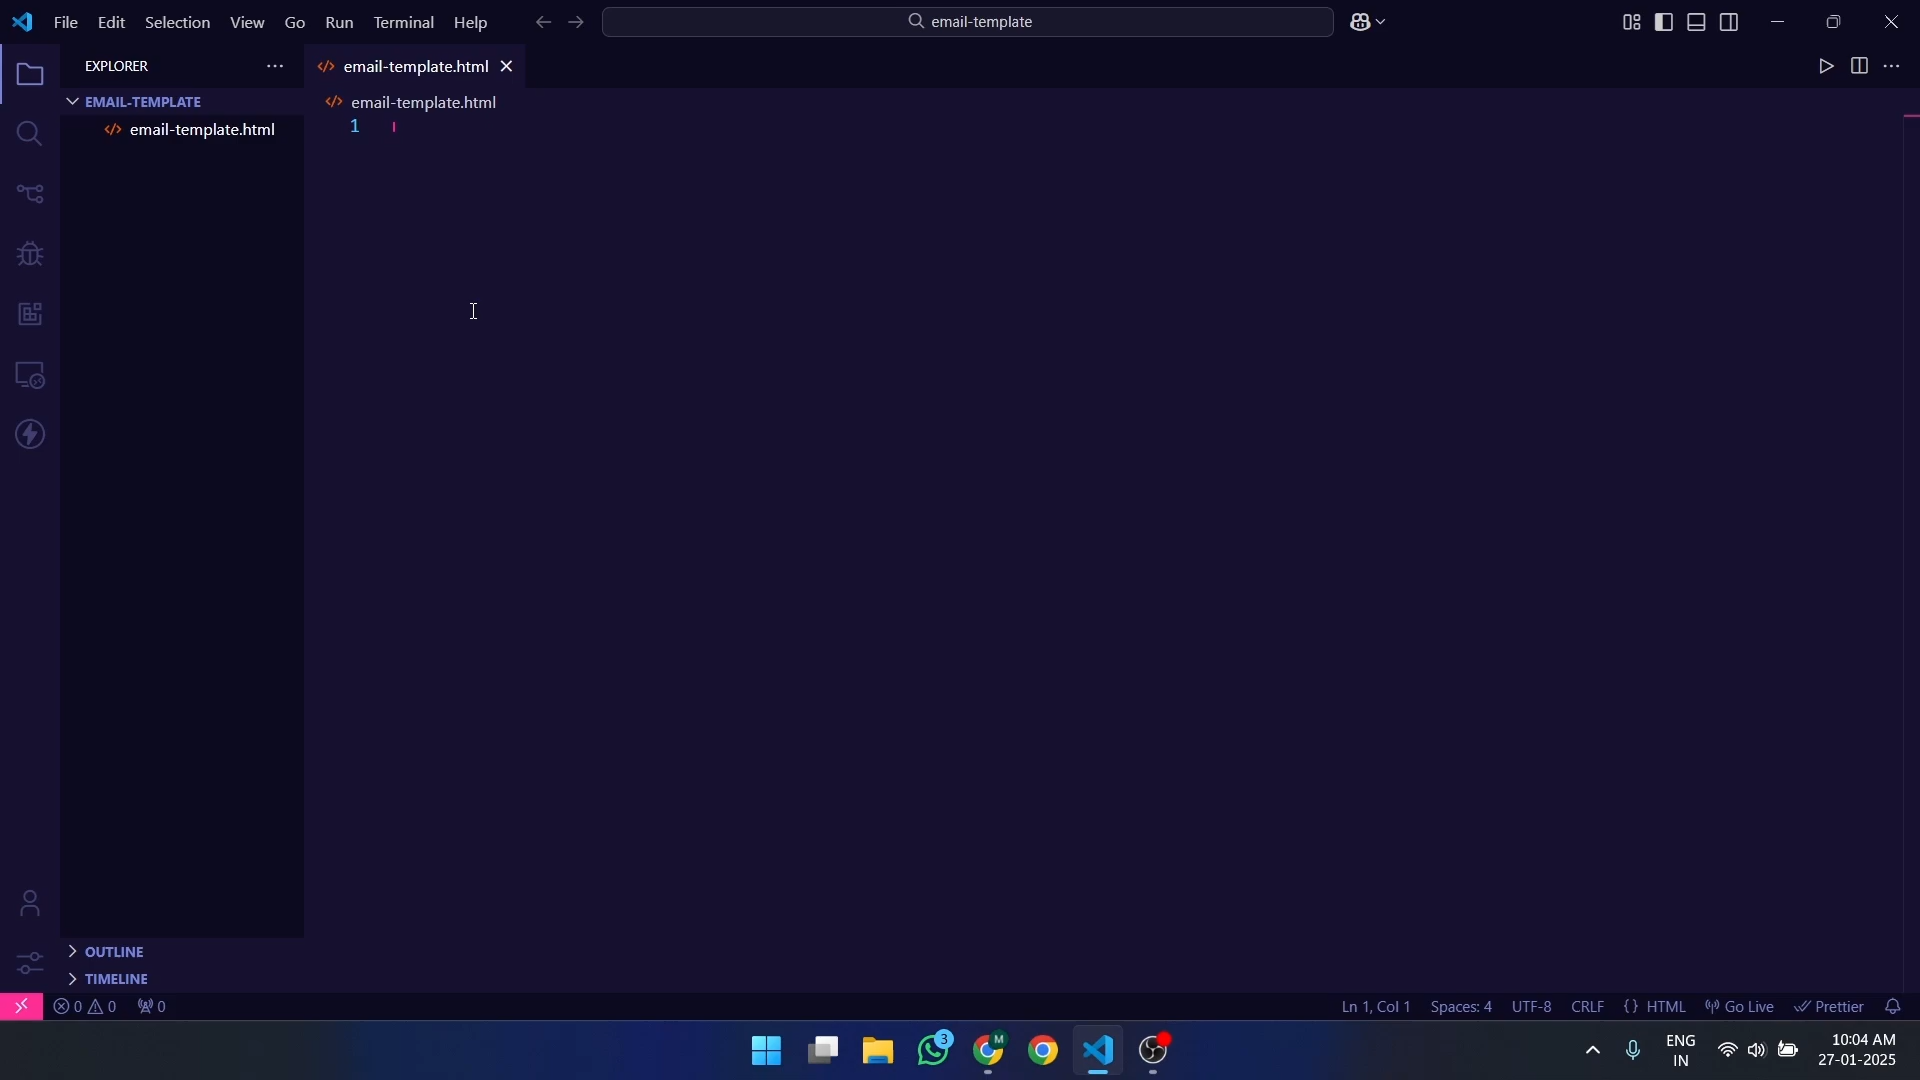 File Edit Selection View Go Run Terminal Help
email-template
EXPLORER
email-template.html
EMAIL-TEMPLATE
email-template.html
email-template.html
1
OUTLINE
TIMELINE
0 0 0
Ln 1, Col 1 Spaces: 4 UTF-8 CRLF {} HTML Go Live Prettier
3
M
ENG
IN
10:04 AM
27-01-2025